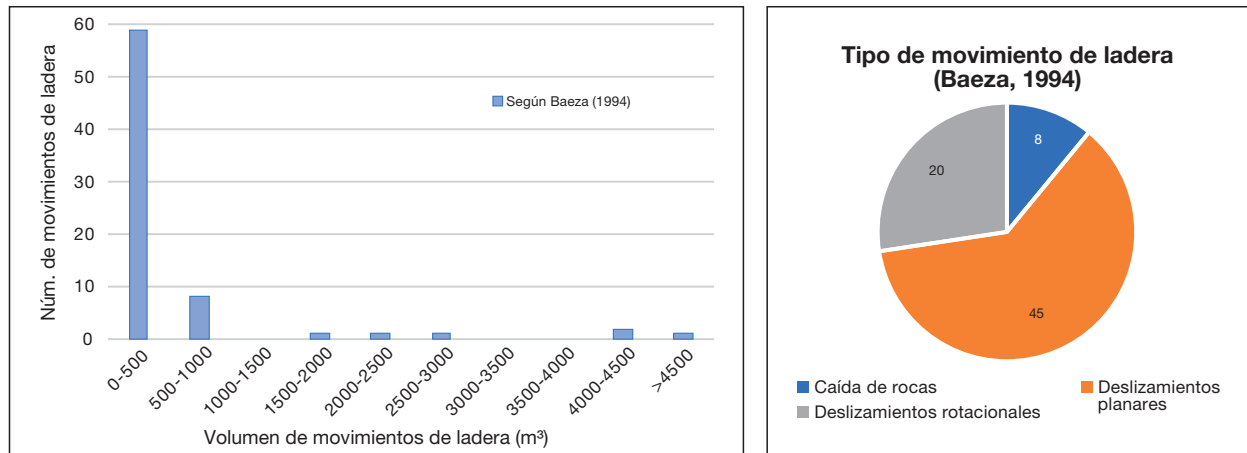 60
50
40
30
20
10
0
Núm. de movimientos de ladera
Según Baeza (1994)
0-500
500-1000
1000-1500
1500-2000
2000-2500
2500-3000
3000-3500
3500-4000
4000-4500
>4500
Volumen de movimientos de ladera (m³)
Tipo de movimiento de ladera
(Baeza, 1994)
8
20
45
Caída de rocas
Deslizamientos rotacionales
Deslizamientos
planares